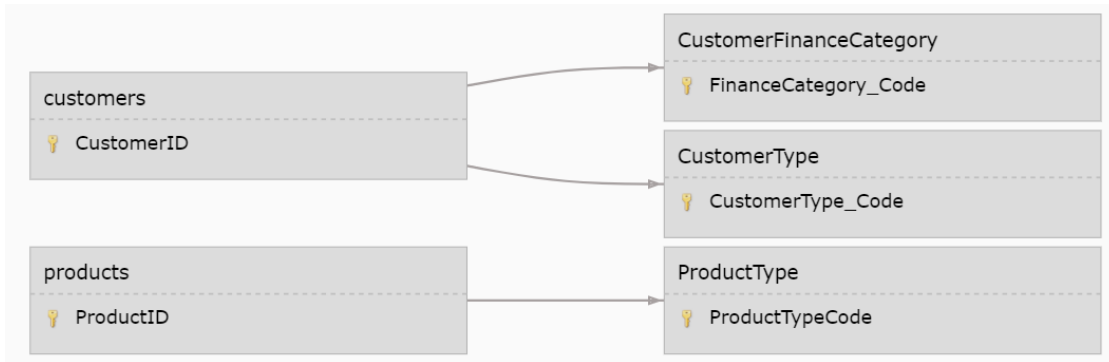 customers
CustomerID
CustomerFinanceCategory
FinanceCategory_Code
CustomerType
CustomerType_Code
products
ProductID
ProductType
ProductTypeCode